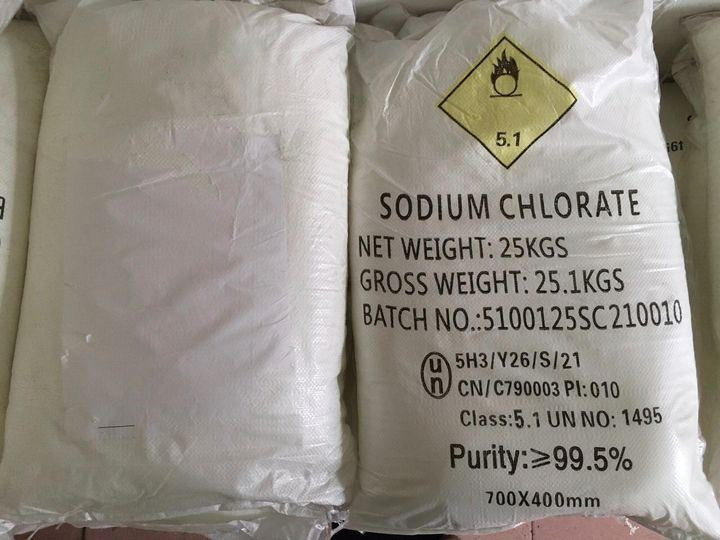 5.1
SODIUM CHLORATE
NET WEIGHT: 25KGS
GROSS WEIGHT: 25.1KGS
BATCH NO.:5100125SC210010
un 5H3/Y26/S/21
CN/C790003 PI: 010
Class:5.1 UN NO: 1495
Purity:≥99.5%
700X400mm